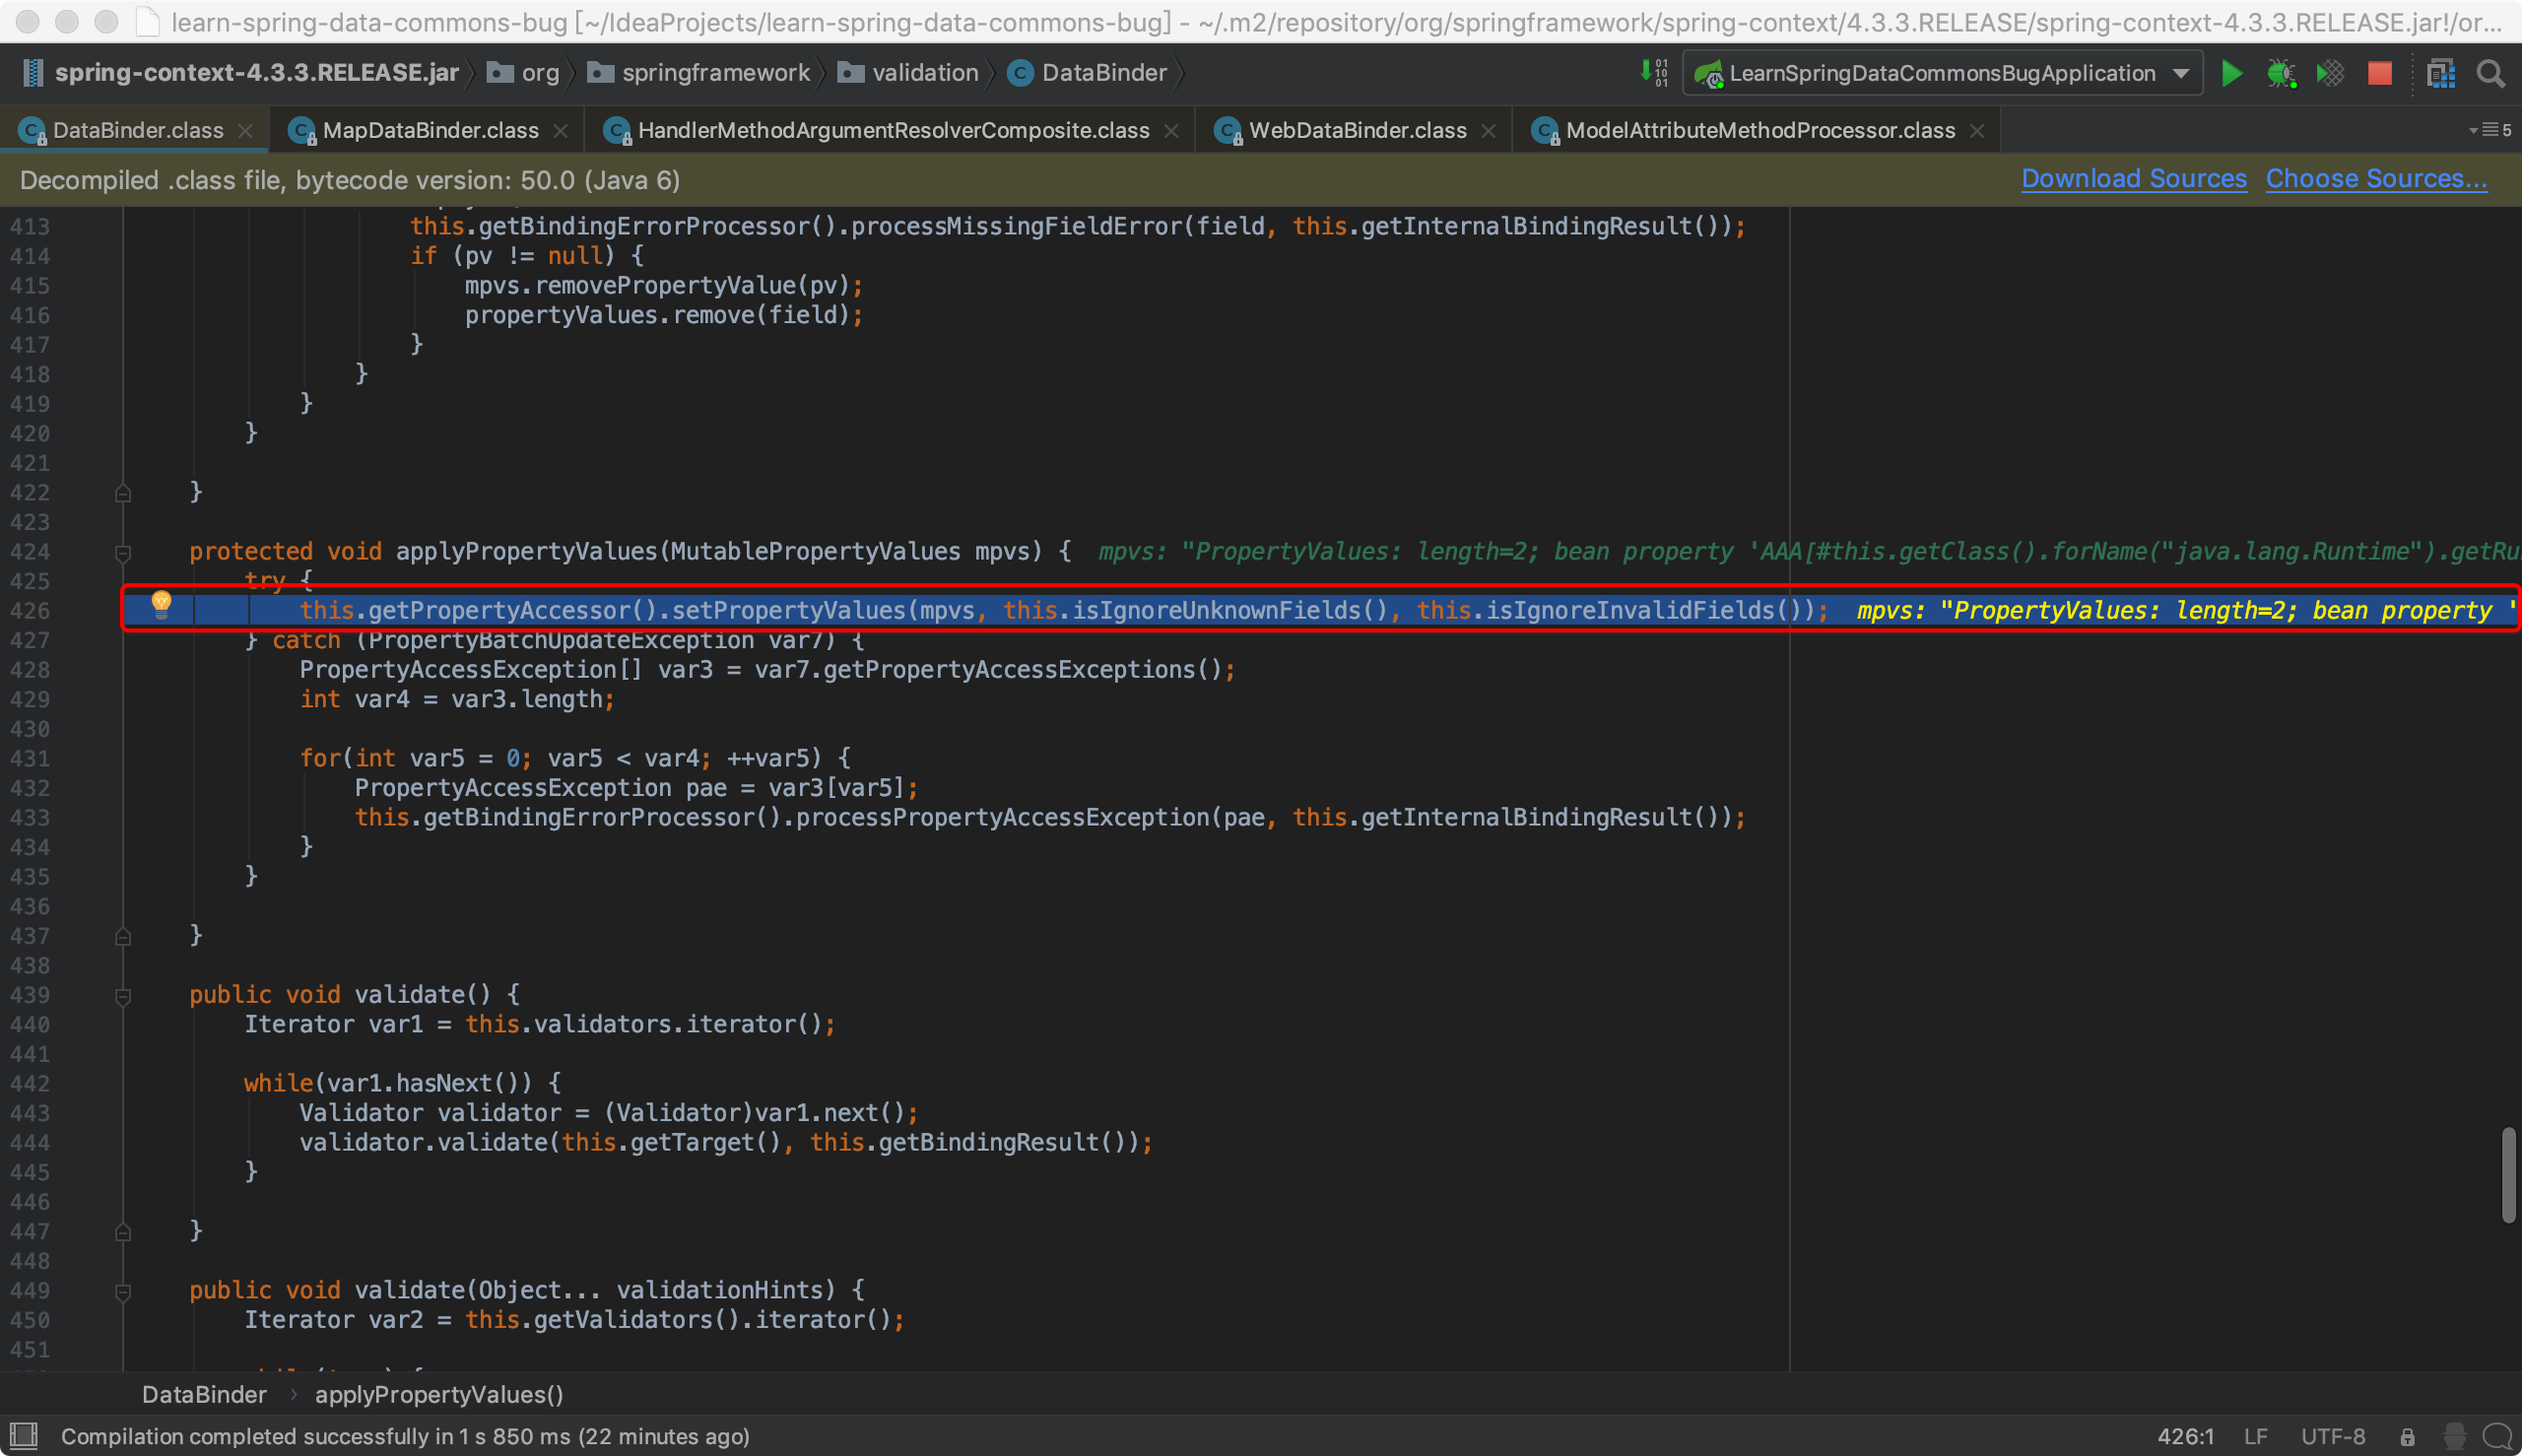 learn-spring-data-commons-bug [~/IdeaProjects/learn-spring-data-commons-bug] - ~/.m2/repository/org/springframework/spring-context/4.3.3.RELEASE/spring-context-4.3.3.RELEASE.jar!/or...
spring-context-4.3.3.RELEASE.jar org springframework validation DataBinder LearnSpringDataCommonsBugApplication
DataBinder.class MapDataBinder.class HandlerMethodArgumentResolverComposite.class WebDataBinder.class ModelAttributeMethodProcessor.class 5
Decompiled .class file, bytecode version: 50.0 (Java 6) Download Sources Choose Sources...
413 this.getBindingErrorProcessor().processMissingFieldError(field, this.getInternalBindingResult());
414 if (pv != null) {
415 mpvs.removePropertyValue(pv);
416 propertyValues.remove(field);
417 }
418 }
419 }
420 }
421
422 }
423
424 protected void applyPropertyValues(MutablePropertyValues mpvs) { mpvs: "PropertyValues: length=2; bean property 'AAA[#this.getClass().forName("java.lang.Runtime").getRu
425 try {
426 this.getPropertyAccessor().setPropertyValues(mpvs, this.isIgnoreUnknownFields(), this.isIgnoreInvalidFields()); mpvs: "PropertyValues: length=2; bean property '
427 } catch (PropertyBatchUpdateException var7) {
428 PropertyAccessException[] var3 = var7.getPropertyAccessExceptions();
429 int var4 = var3.length;
430
431 for(int var5 = 0; var5 < var4; ++var5) {
432 PropertyAccessException pae = var3[var5];
433 this.getBindingErrorProcessor().processPropertyAccessException(pae, this.getInternalBindingResult());
434 }
435 }
436
437 }
438
439 public void validate() {
440 Iterator var1 = this.validators.iterator();
441
442 while(var1.hasNext()) {
443 Validator validator = (Validator)var1.next();
444 validator.validate(this.getTarget(), this.getBindingResult());
445 }
446
447 }
448
449 public void validate(Object... validationHints) {
450 Iterator var2 = this.getValidators().iterator();
451
DataBinder applyPropertyValues()
Compilation completed successfully in 1 s 850 ms (22 minutes ago) 426:1 LF UTF-8